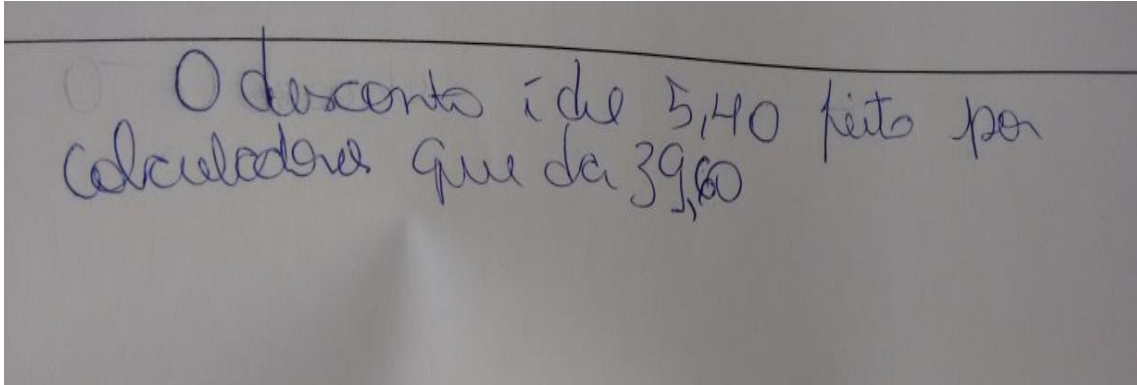 O desconto é de 5,40 feito por
calculadora que da 39,60